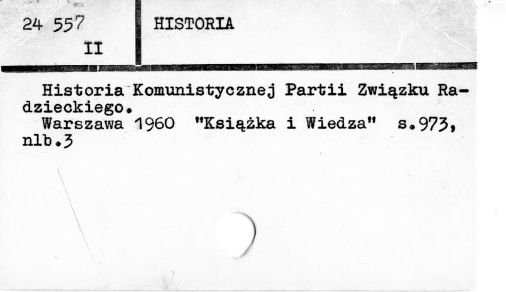 24 557
II
HISTORIA
Historia Komunistycznej Partii Związku Ra-
dzieckiego.
Warszawa 1960 "Książka i Wiedza" s.973,
nlb.3